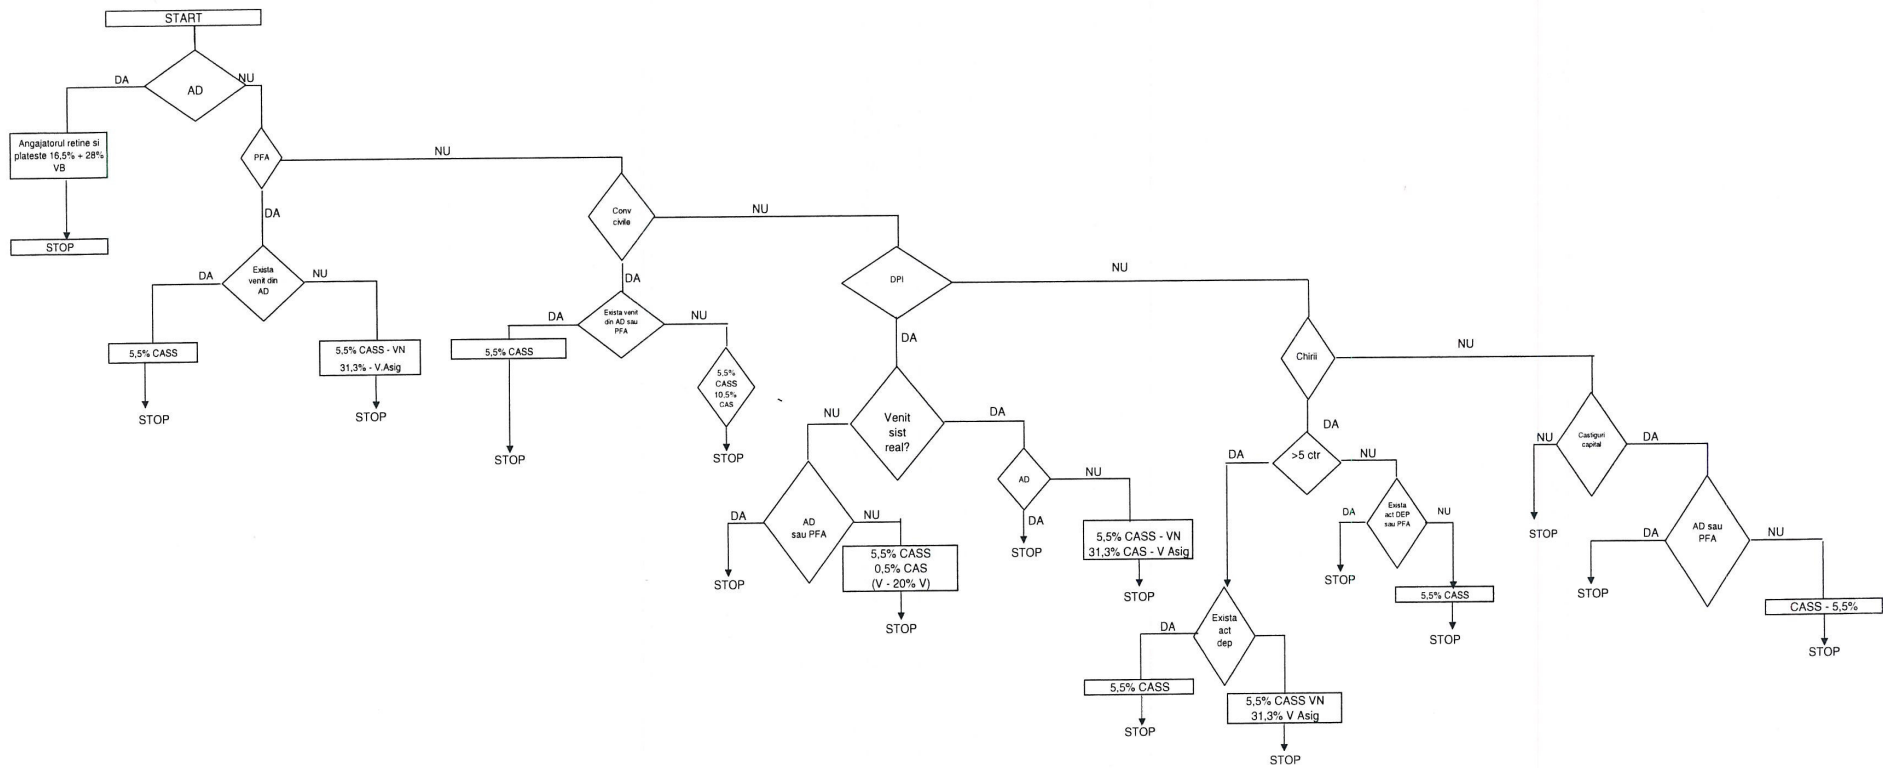 START
DA
NU
AD
Angajatorul retine si
plateste 16,5% + 28%
VB
STOP
PFA
NU
DA
Exista
venit din
AD
DA
NU
5,5% CASS
STOP
5,5% CASS - VN
31,3% - V.Asig
STOP
Conv
civile
NU
DA
Exista venit
din AD sau
PFA
DA
NU
5,5% CASS
STOP
5,5%
CASS
10,5%
CAS
STOP
DPI
NU
DA
Venit
sist
real?
NU
DA
AD
sau PFA
DA
NU
STOP
5,5% CASS
0,5% CAS
(V - 20% V)
STOP
AD
NU
DA
STOP
5,5% CASS - VN
31,3% CAS - V Asig
STOP
Chirii
NU
DA
>5 ctr
DA
NU
Exista
act DEP
sau PFA
DA
NU
STOP
5,5% CASS
STOP
Exista
act
dep
DA
5,5% CASS
STOP
5,5% CASS VN
31,3% V Asig
STOP
Castiguri
capital
NU
DA
STOP
AD sau
PFA
DA
NU
STOP
CASS - 5,5%
STOP